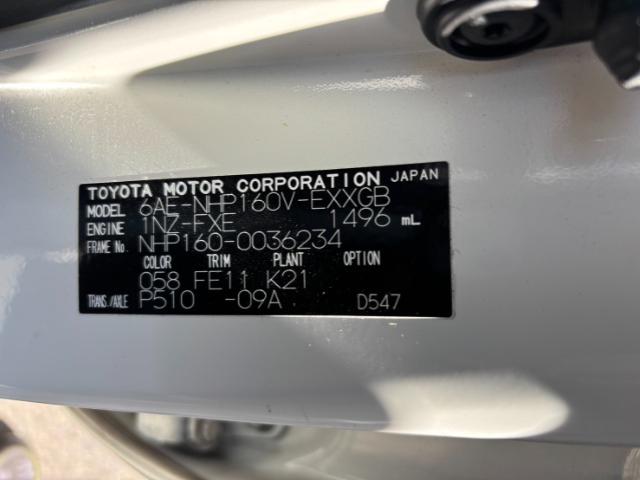 TOYOTA MOTOR CORPORATION JAPAN
MODEL 6AE-NHP160V-EXXGB
ENGINE 1NZ-FXE 1496 mL
FRAME No. NHP160-0036234
COLOR TRIM PLANT OPTION
058 FE11 K21
TRANS./AXLE P510 -09A D547